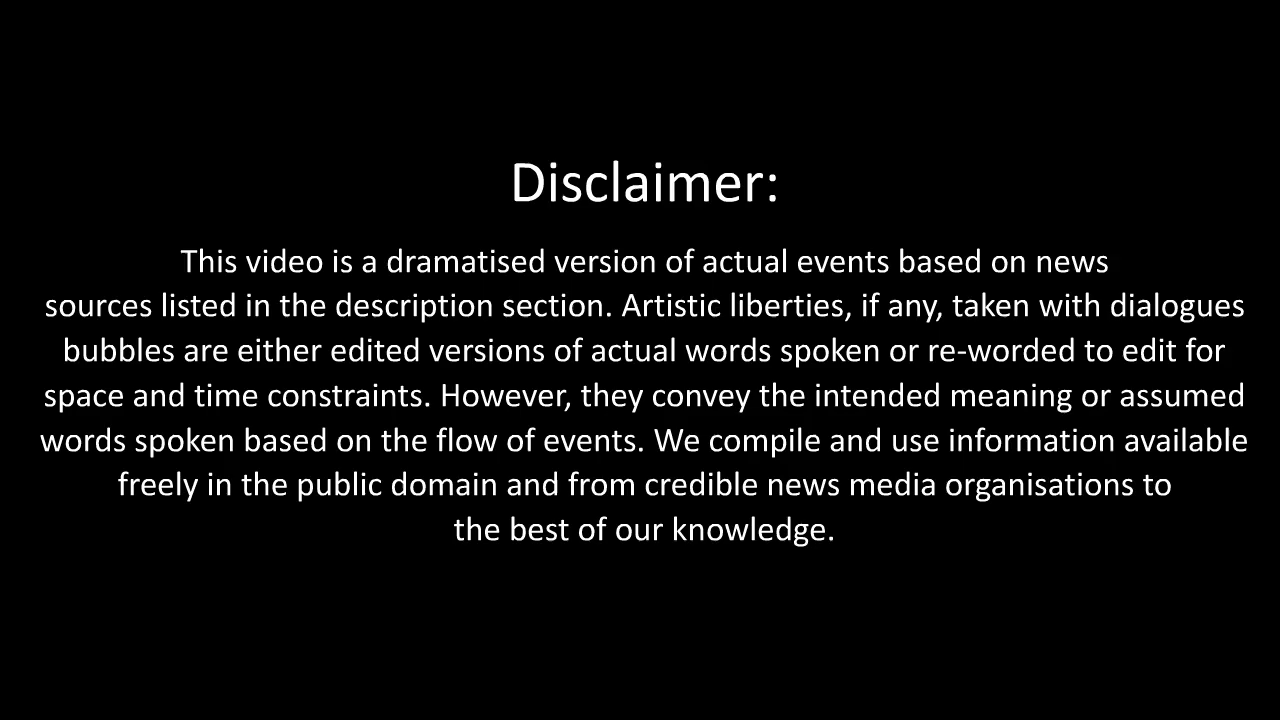 Disclaimer:
This video is a dramatised version of actual events based on news
sources listed in the description section. Artistic liberties, if any, taken with dialogues
bubbles are either edited versions of actual words spoken or re-worded to edit for
space and time constraints. However, they convey the intended meaning or assumed
words spoken based on the flow of events. We compile and use information available
freely in the public domain and from credible news media organisations to
the best of our knowledge.